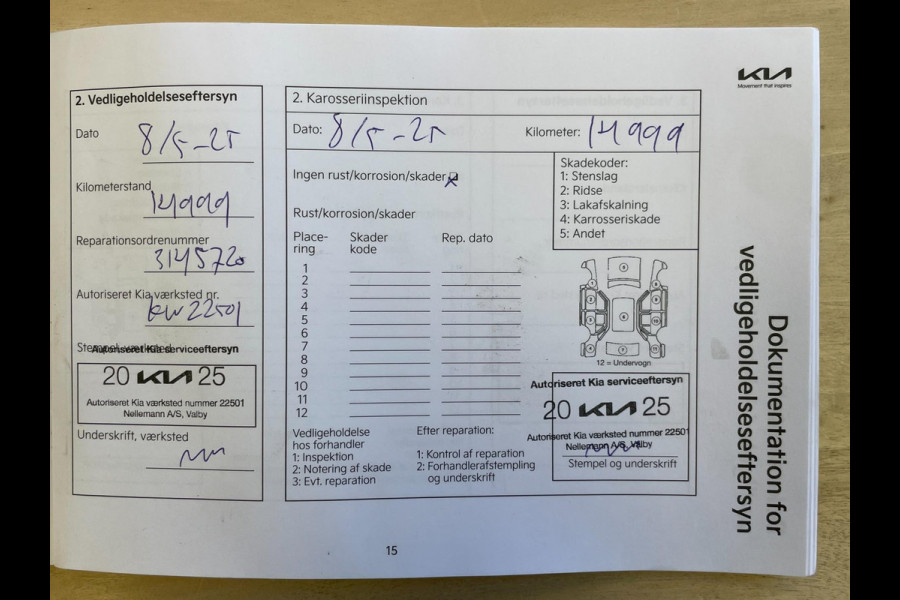 KIA
Movement that inspires
2. Vedligeholdelseseftersyn
Dato 8/5-25
Kilometerstand 14999
Reparationsordrenummer 3145720
Autoriseret Kia værksted nr. KW22501
Stempel, værksted
Autoriseret Kia serviceeftersyn
20 KIA 25
Autoriseret Kia værksted nummer 22501
Nellemann A/S, Valby
Underskrift, værksted
2. Karosseriinspektion
Dato: 8/5-25 Kilometer: 14999
Ingen rust/korrosion/skader x
Skadekoder:
1: Stenslag
2: Ridse
3: Lakafskalning
4: Karrosseriskade
5: Andet
Rust/korrosion/skader
Place-
ring
Skader
kode
Rep. dato
1
2
3
4
5
6
7
8
9
10
11
12
12 = Undervogn
Vedligeholdelse
hos forhandler
1: Inspektion
2: Notering af skade
3: Evt. reparation
Efter reparation:
1: Kontrol af reparation
2: Forhandlerafstempling
og underskrift
Autoriseret Kia serviceeftersyn
20 KIA 25
Autoriseret Kia værksted nummer 22501
Nellemann A/S, Valby
Stempel og underskrift
Dokumentation for
vedligeholdelseseftersyn
15